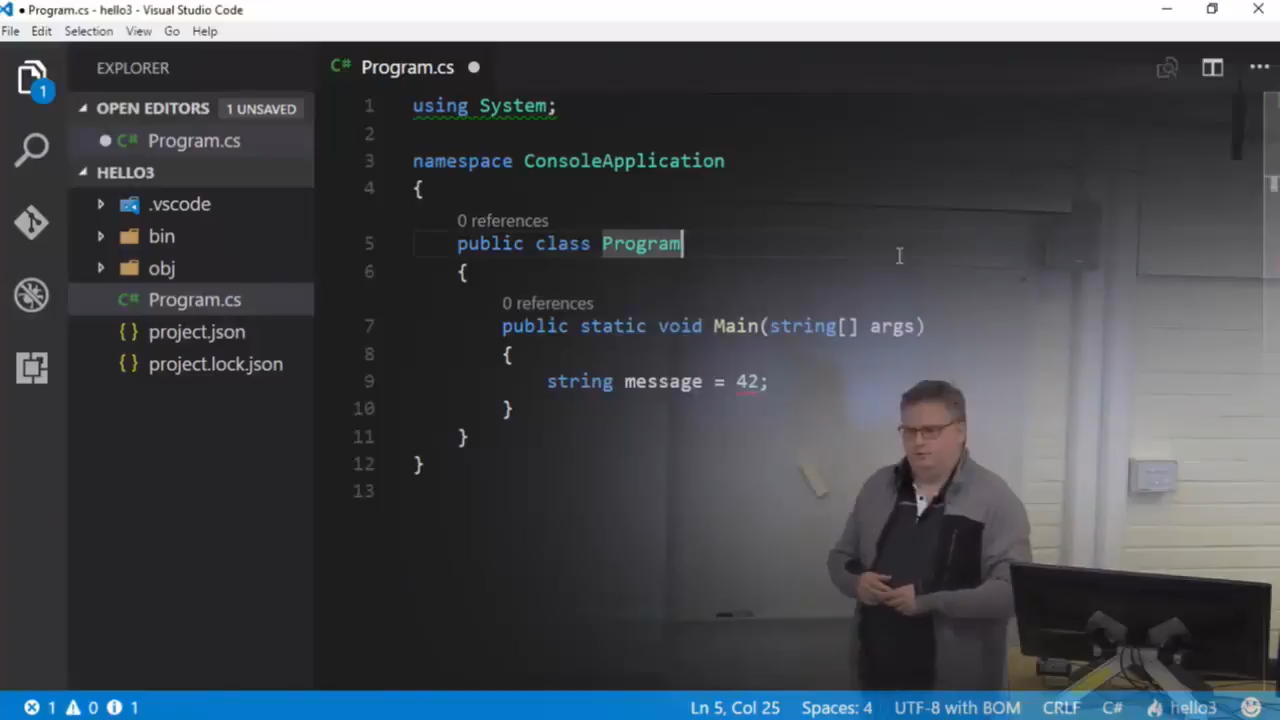 Program.cs - hello3 - Visual Studio Code
File Edit Selection View Go Help
EXPLORER
OPEN EDITORS 1 UNSAVED
C# Program.cs
HELLO3
.vscode
bin
obj
C# Program.cs
{} project.json
{} project.lock.json
1
C# Program.cs
1 using System;
2
3 namespace ConsoleApplication
4 {
0 references
5 public class Program
6 {
0 references
7 public static void Main(string[] args)
8 {
9 string message = 42;
10 }
11 }
12 }
13
1 0 1 Ln 5, Col 25 Spaces: 4 UTF-8 with BOM CRLF C# hello3